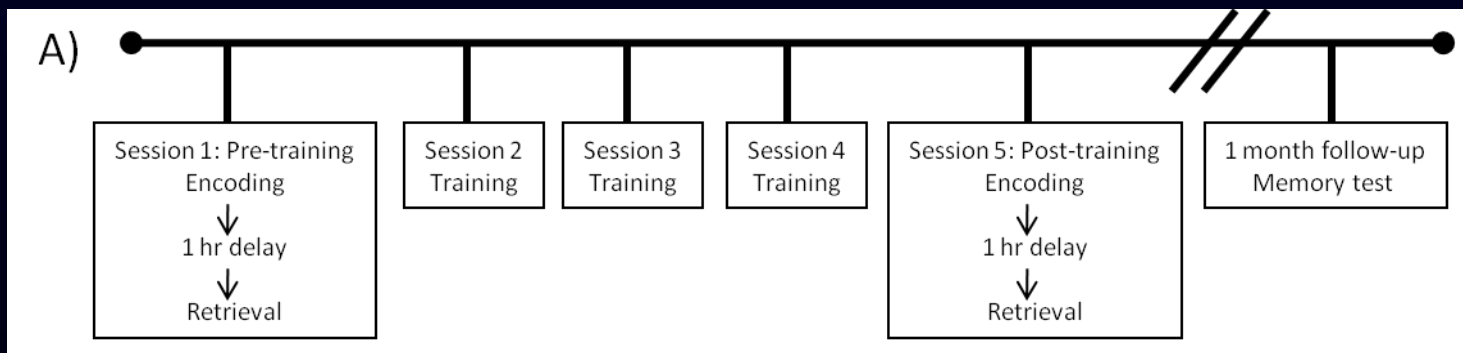 A)
Session 1: Pre-training
Encoding
1 hr delay
Retrieval
Session 2
Training
Session 3
Training
Session 4
Training
Session 5: Post-training
Encoding
1 hr delay
Retrieval
1 month follow-up
Memory test